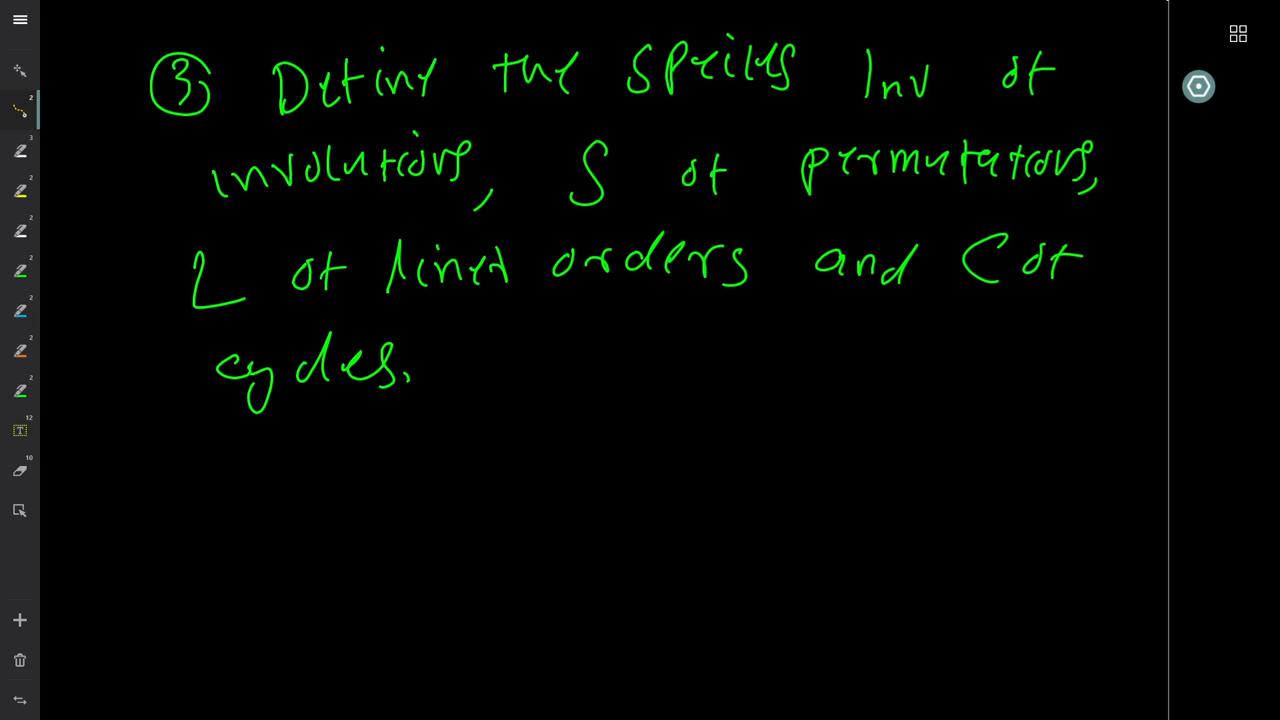 ③ Define the species Inv of
involutions, S of permutations,
L of linear orders and C of
cycles.